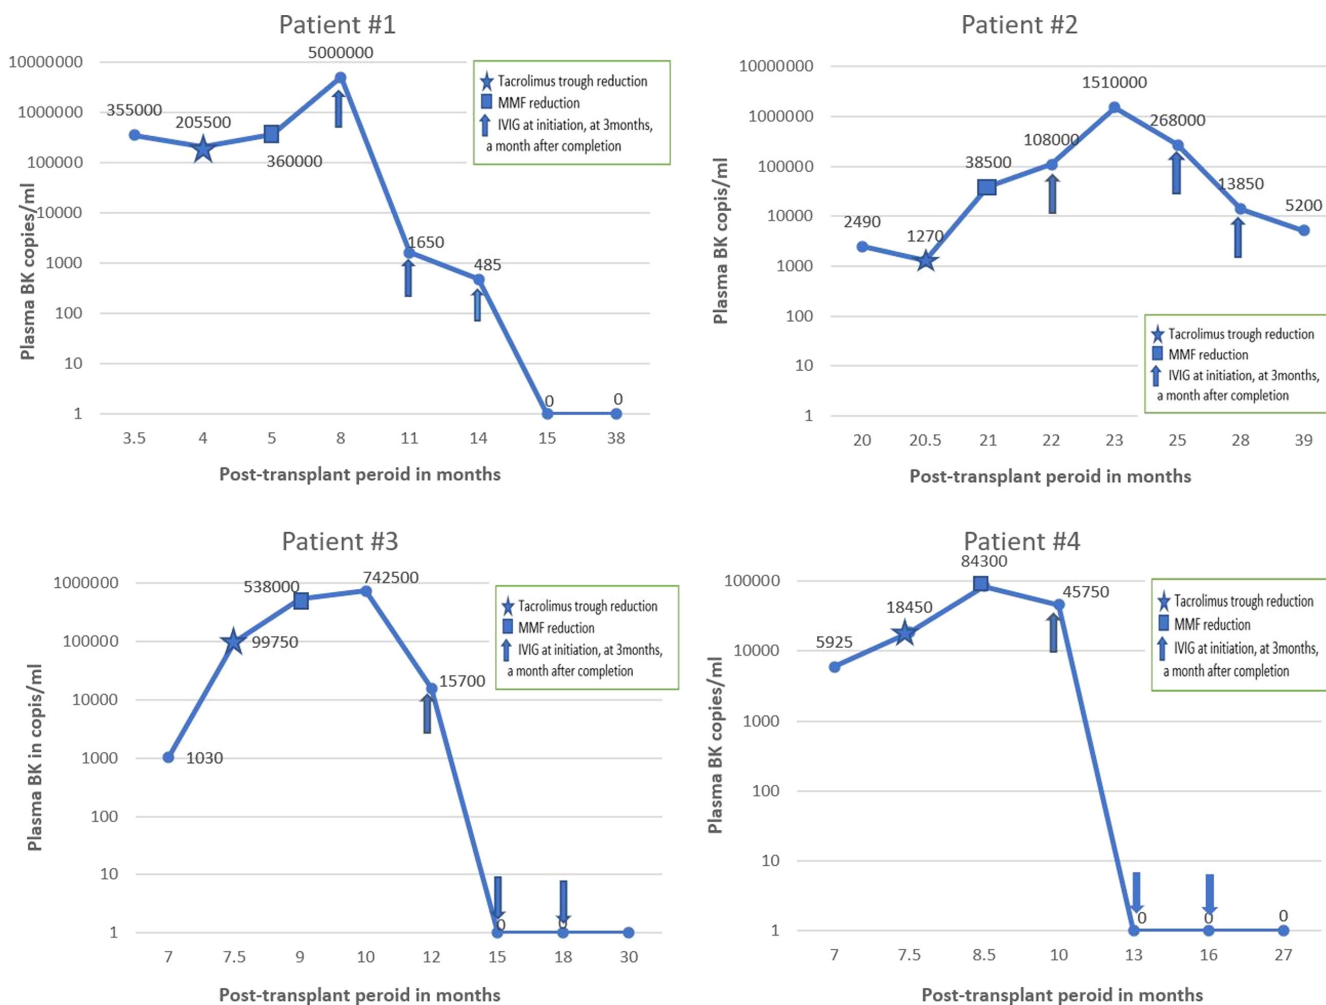 Patient #1
5000000
10000000
1000000
100000
10000
1000
100
10
1
355000
205500
360000
1650
485
0
0
Tacrolimus trough reduction
MMF reduction
IVIG at initiation, at 3months,
a month after completion
Plasma BK copies/ml
3.5 4 5 8 11 14 15 38
Post-transplant peroid in months
Patient #2
10000000
1000000
100000
10000
1000
100
10
1
2490
1270
38500
108000
1510000
268000
13850
5200
Tacrolimus trough reduction
MMF reduction
IVIG at initiation, at 3months,
a month after completion
Plasma BK copis/ml
20 20.5 21 22 23 25 28 39
Post-transplant peroid in months
Patient #3
1000000
100000
10000
1000
100
10
1
1030
99750
538000
742500
15700
0
0
Tacrolimus trough reduction
MMF reduction
IVIG at initiation, at 3months,
a month after completion
Plasma BK in copis/ml
7 7.5 9 10 12 15 18 30
Post-transplant peroid in months
Patient #4
100000
10000
1000
100
10
1
5925
18450
84300
45750
0
0
0
Tacrolimus trough reduction
MMF reduction
IVIG at initiation, at 3months,
a month after completion
Plasma BK copies/ml
7 7.5 8.5 10 13 16 27
Post-transplant peroid in months